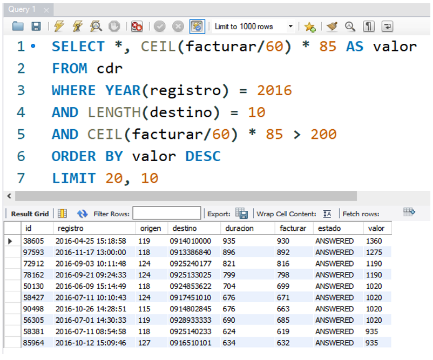 Query 1
Limit to 1000 rows
1 SELECT *, CEIL(facturar/60) * 85 AS valor
2 FROM cdr
3 WHERE YEAR(registro) = 2016
4 AND LENGTH(destino) = 10
5 AND CEIL(facturar/60) * 85 > 200
6 ORDER BY valor DESC
7 LIMIT 20, 10
Result Grid Filter Rows: Export: Wrap Cell Content: Fetch rows:
id registro origen destino duracion facturar estado valor
38605 2016-04-25 15:18:58 119 0914010000 935 930 ANSWERED 1360
97593 2016-11-17 13:00:00 118 0913386840 896 892 ANSWERED 1275
72912 2016-09-03 10:11:48 124 0925240177 821 816 ANSWERED 1190
78162 2016-09-21 09:24:33 124 0925133025 799 798 ANSWERED 1190
50130 2016-06-09 15:14:49 118 0924853622 704 699 ANSWERED 1020
58427 2016-07-11 10:10:43 124 0917451010 676 671 ANSWERED 1020
90498 2016-10-26 14:28:51 115 0914802845 676 663 ANSWERED 1020
56305 2016-07-01 14:30:33 116 0928933333 690 685 ANSWERED 1020
58381 2016-07-11 08:54:58 118 0925140233 624 619 ANSWERED 935
85964 2016-10-12 15:09:46 127 0916510101 634 632 ANSWERED 935